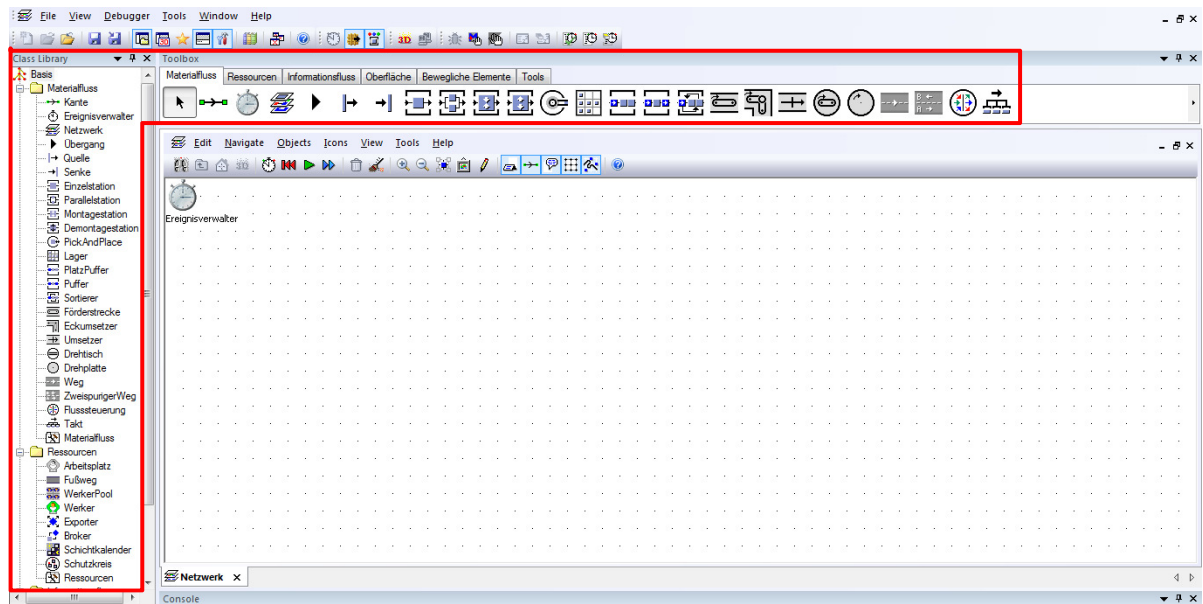 File View Debugger Tools Window Help
3D
Class Library
Toolbox
Basis
Materialfluss
Kante
Ereignisverwalter
Netzwerk
Übergang
Quelle
Senke
Einzelstation
Parallelstation
Montagestation
Demontagestation
PickAndPlace
Lager
PlatzPuffer
Puffer
Sortierer
Förderstrecke
Eckumsetzer
Umsetzer
Drehtisch
Drehplatte
Weg
ZweispurigerWeg
Flusssteuerung
Takt
Materialfluss
Ressourcen
Arbeitsplatz
Fußweg
WerkerPool
Werker
Exporter
Broker
Schichtkalender
Schutzkreis
Ressourcen
Materialfluss Ressourcen Informationsfluss Oberfläche Bewegliche Elemente Tools
B
A
Edit Navigate Objects Icons View Tools Help
Ereignisverwalter
Netzwerk
Console